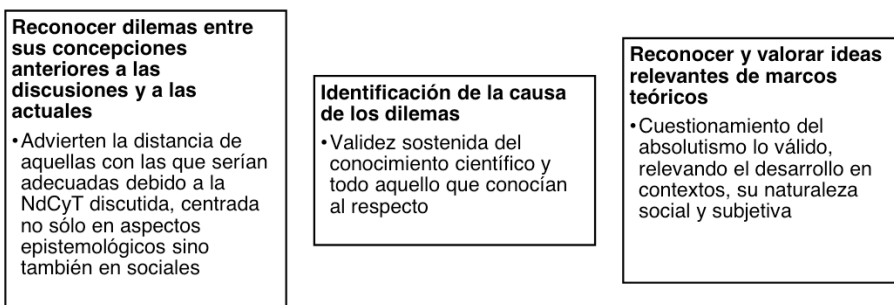 Reconocer dilemas entre
sus concepciones
anteriores a las
discusiones y a las
actuales
•Advierten la distancia de
aquellas con las que serían
adecuadas debido a la
NdCyT discutida, centrada
no sólo en aspectos
epistemológicos sino
también en sociales
Identificación de la causa
de los dilemas
•Validez sostenida del
conocimiento científico y
todo aquello que conocían
al respecto
Reconocer y valorar ideas
relevantes de marcos
teóricos
•Cuestionamiento del
absolutismo lo válido,
relevando el desarrollo en
contextos, su naturaleza
social y subjetiva